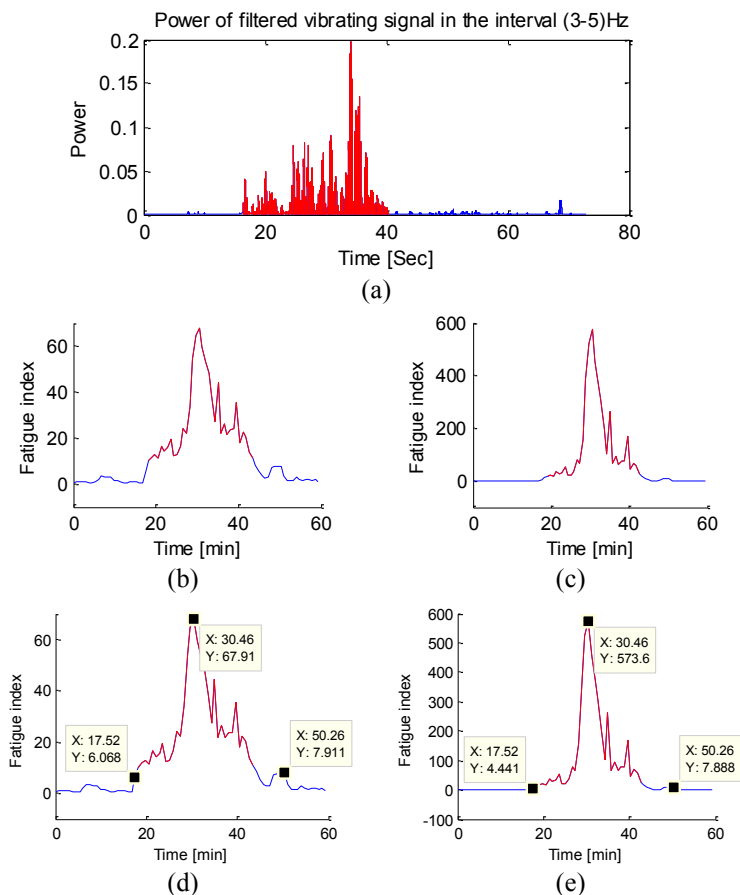 Power of filtered vibrating signal in the interval (3-5)Hz
0.2
0.15
0.1
0.05
0
Power
0 20 40 60 80
Time [Sec]
(a)
60
40
20
0
Fatigue index
0 20 40 60
Time [min]
(b)
600
400
200
0
Fatigue index
0 20 40 60
Time [min]
(c)
60
40
20
0
Fatigue index
X: 30.46
Y: 67.91
X: 17.52
Y: 6.068
X: 50.26
Y: 7.911
0 20 40 60
Time [min]
(d)
600
500
400
300
200
100
0
-100
Fatigue index
X: 30.46
Y: 573.6
X: 17.52
Y: 4.441
X: 50.26
Y: 7.888
0 20 40 60
Time [min]
(e)